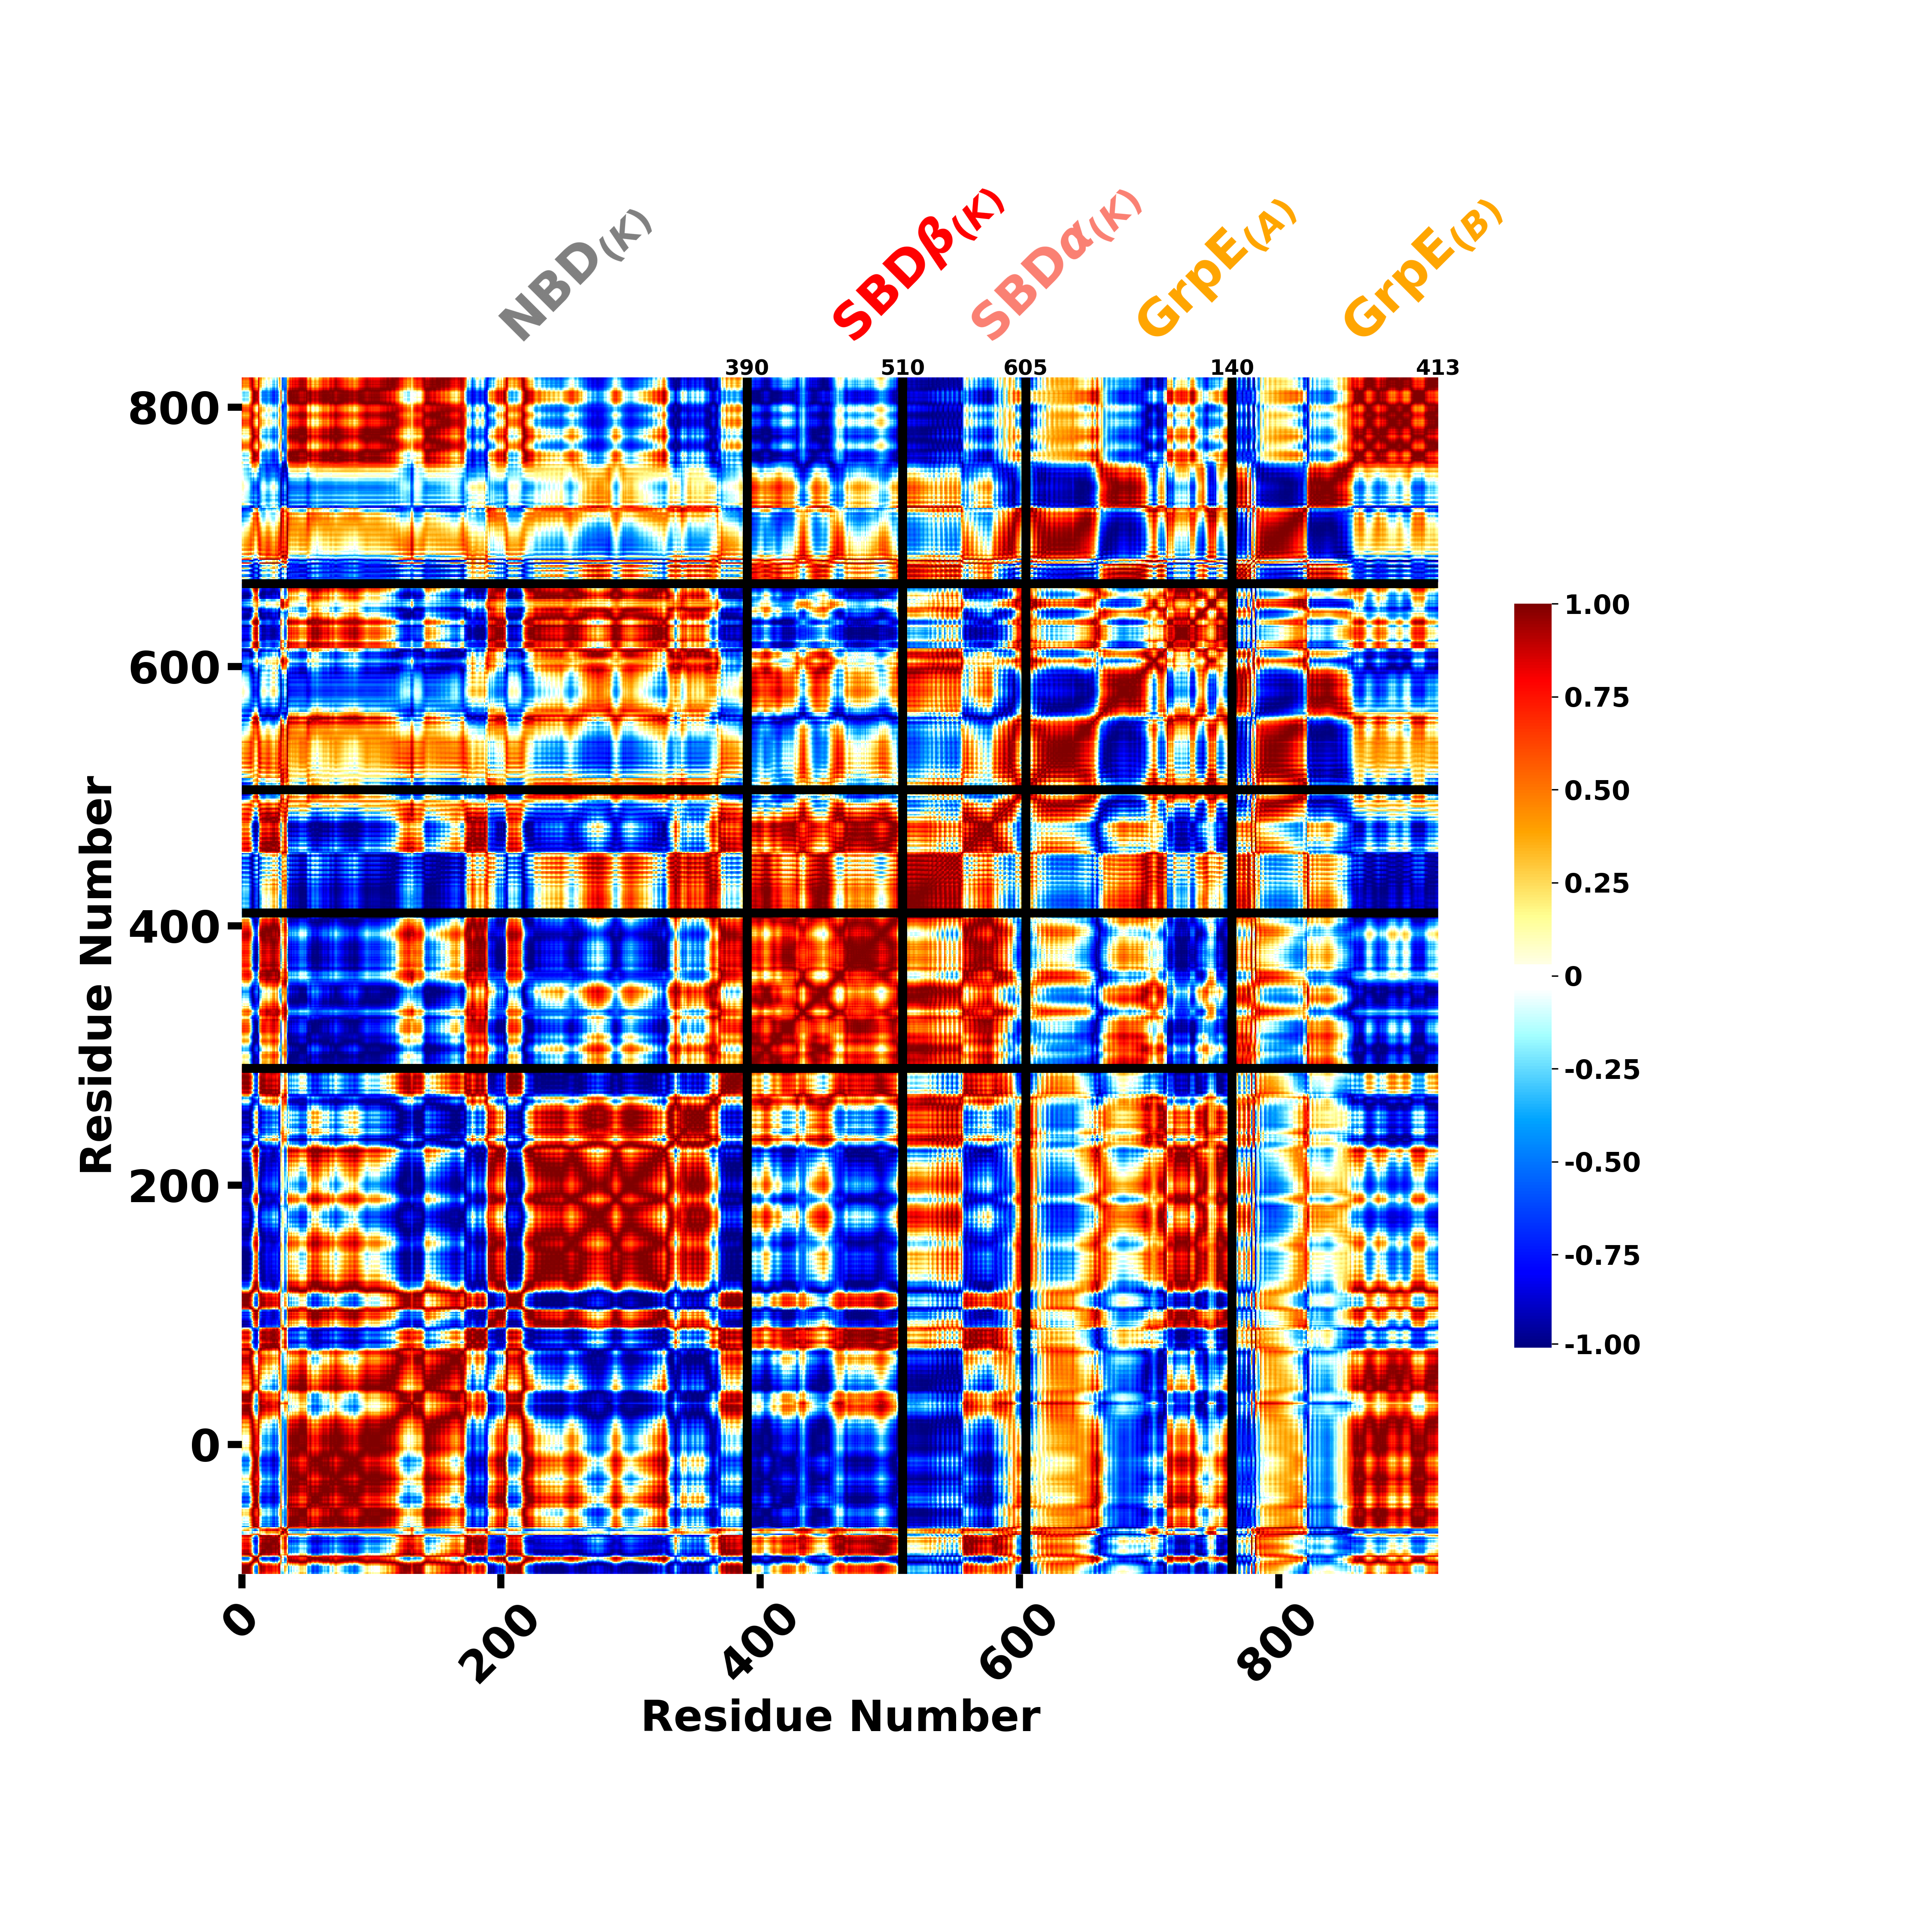 NBD(K)
SBDβ(K)
SBDα(K)
GrpE(A)
GrpE(B)
390 510 605 140 413
800
600
400
200
0
Residue Number
0 200 400 600 800
Residue Number
1.00
0.75
0.50
0.25
0
-0.25
-0.50
-0.75
-1.00